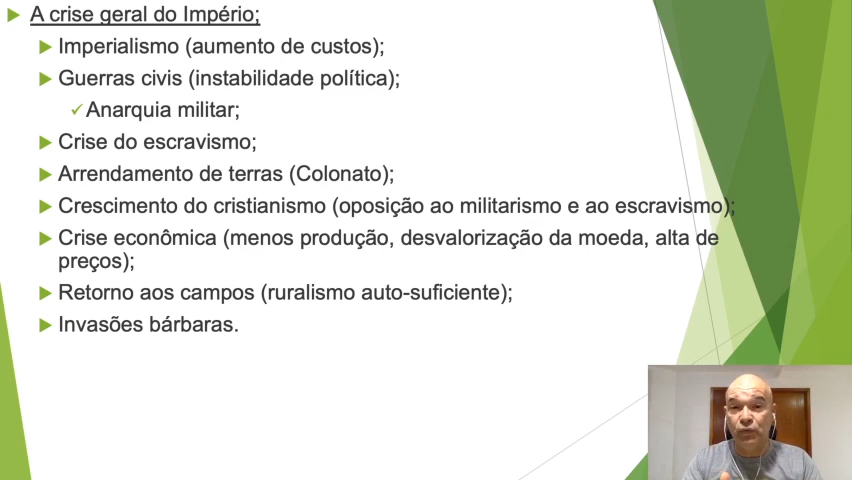 A crise geral do Império;
Imperialismo (aumento de custos);
Guerras civis (instabilidade política);
Anarquia militar;
Crise do escravismo;
Arrendamento de terras (Colonato);
Crescimento do cristianismo (oposição ao militarismo e ao escravismo);
Crise econômica (menos produção, desvalorização da moeda, alta de
preços);
Retorno aos campos (ruralismo auto-suficiente);
Invasões bárbaras.